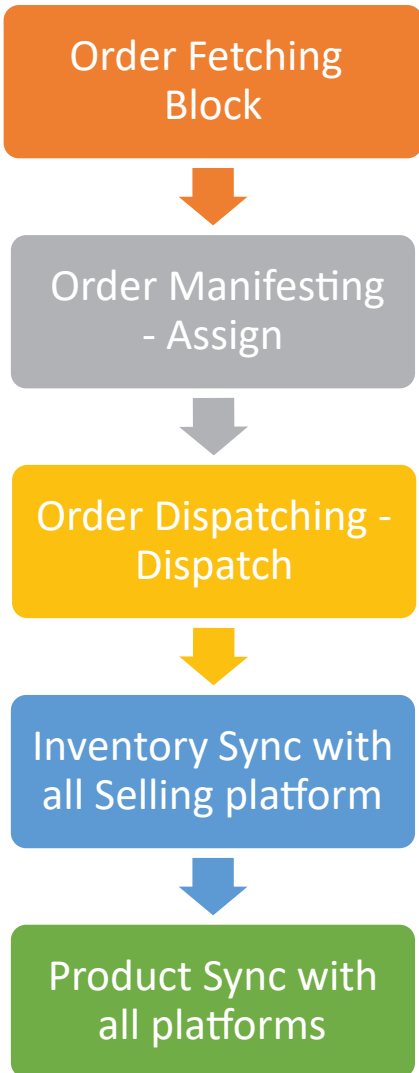 Order Fetching
Block
Order Manifesting
- Assign
Order Dispatching -
Dispatch
Inventory Sync with
all Selling platform
Product Sync with
all platforms